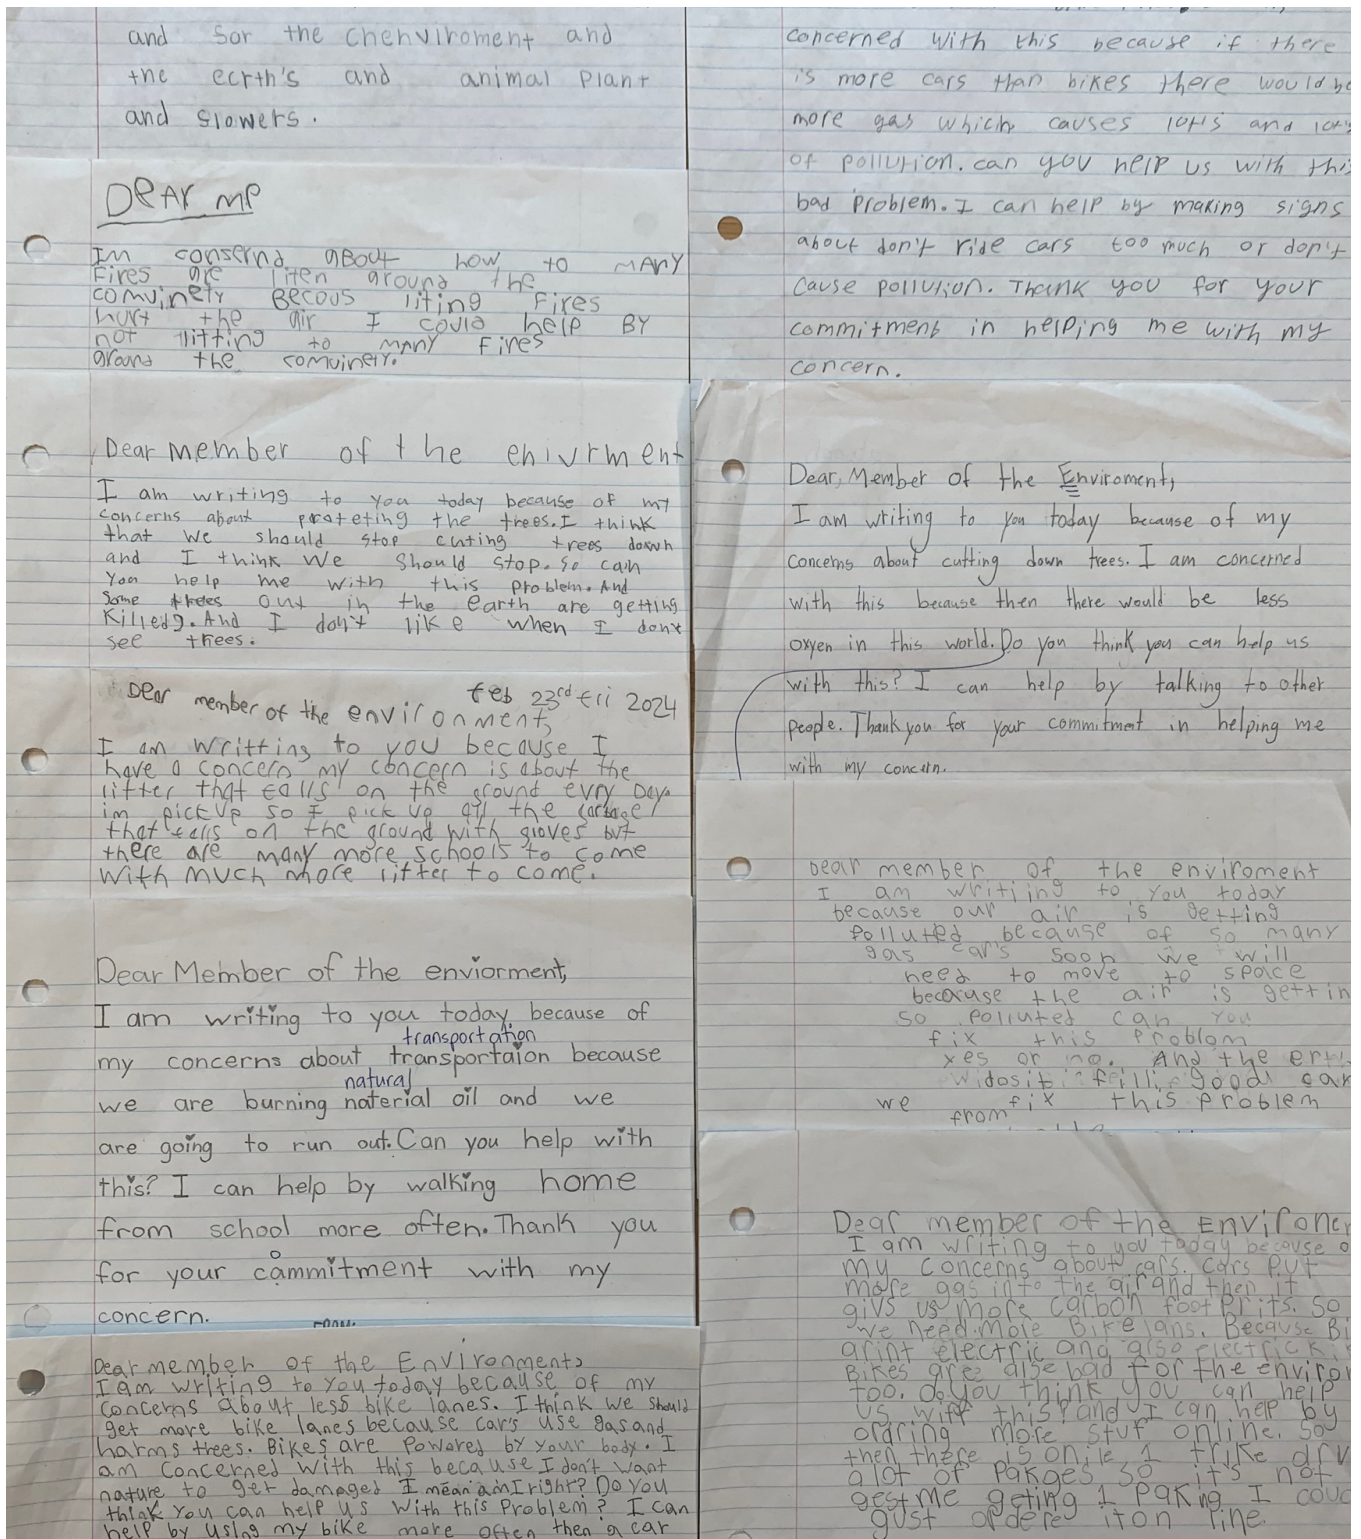 and sor the chenviroment and
the ecrth's and animal Plant
and slowers.
Dear me
Im conserna about how to many
Fires are liten around the
comuinety Becous liting Fires
hurt the air I could help BY
not litting to many Fires
around the comuinety.
Dear member of the enivrment
I am writing to you today because of my
concerns about proteting the trees. I think
that we should stop cuting trees down
and I think We should stop. So can
You help me with this problem. And
Some trees out in the earth are getting
Killedg. And I don't like when I don't
see trees.
Feb 23rd Fri 2024
Dear member of the environment,
I am writting to you because I
have a concern my concern is about the
litter that falls on the ground evry Day.
im pick up so I pick up all the garbage
that falls on the ground with gloves but
there are many more schools to come
with much more litter to come.
Dear Member of the enviorment,
I am writing to you today because of
transportation
my concerns about transportaion because
natural
we are burning naterial oil and we
are going to run out. Can you help with
this? I can help by walking home
from school more often. Thank you
o
for your cammitment with my
concern.
Dear member of the Environment,
I am writing to You today because of my
concerns about less bike lanes. I think we should
get more bike lanes because car's use gas and
harms trees. Bikes are Powered by your body. I
am concerned with this because I don't want
nature to get damaged I mean am I right? Do you
think You can help us with this Problem? I can
help by using my bike more often then a car
concerned with this because if there
is more cars than bikes there would be
more gas which causes lot's and lot's
of pollution. can you help us with this
bad problem. I can help by making signs
about don't ride cars too much or don't
cause pollution. Thank you for your
commitment in helping me with my
concern.
Dear, Member of the Enviroment,
I am writing to you today because of my
concerns about cutting down trees. I am concerned
with this because then there would be less
oxyen in this world. Do you think you can help us
with this? I can help by talking to other
people. Thank you for your commitment in helping me
with my concern.
Dear member of the enviroment
I am writiing to you today
because our air is getting
polluted because of so many
gas car's soon we will
need to move to space
becaruse the air is gettin
so polluted can you
fix this Problom
yes or no. And the
good can
we fix this problem
from
Dear member of the Environer
I am writing to you today because o
my concerns about cars. Cars Put
more gas into the air and then it
givs us more carbon foot Prits. So
we need more Bike lans. Because Bi
arint electric and also electric
Bikes are alse bad for the enviror
too. do you think you can help
us with this? and I can help by
ordring more stuf online. So
then there is onile 1 trike driv
a lot of Pakges so it's not
gest me geting 1 Paking I coud
gust ordere it on line